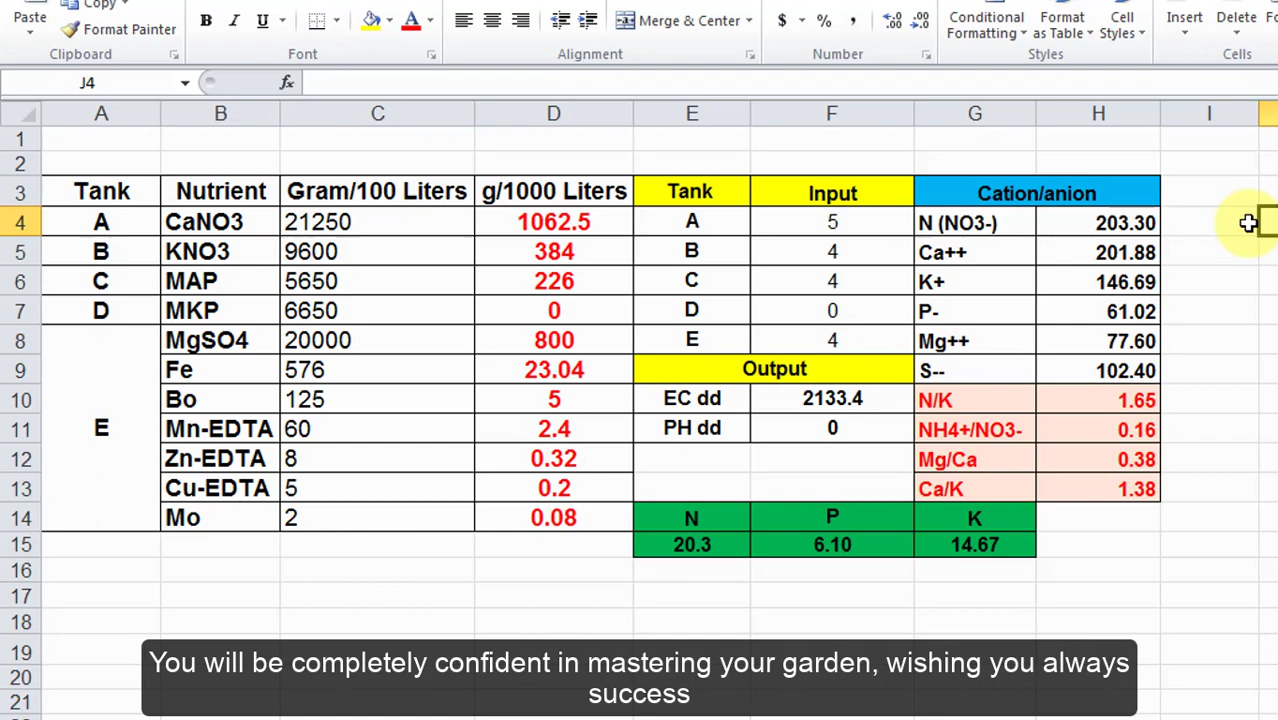 Copy
Paste
Format Painter
B I U A
Merge & Center
$ % ,
Conditional Formatting
Format as Table
Cell Styles
Insert
Delete
Clipboard
Font
Alignment
Number
Styles
Cells
J4
fx
A B C D E F G H I
1
2
3 Tank Nutrient Gram/100 Liters g/1000 Liters Tank Input Cation/anion
4 A CaNO3 21250 1062.5 A 5 N (NO3-) 203.30
5 B KNO3 9600 384 B 4 Ca++ 201.88
6 C MAP 5650 226 C 4 K+ 146.69
7 D MKP 6650 0 D 0 P- 61.02
8 MgSO4 20000 800 E 4 Mg++ 77.60
9 Fe 576 23.04 Output S-- 102.40
10 Bo 125 5 EC dd 2133.4 N/K 1.65
11 E Mn-EDTA 60 2.4 PH dd 0 NH4+/NO3- 0.16
12 Zn-EDTA 8 0.32 Mg/Ca 0.38
13 Cu-EDTA 5 0.2 Ca/K 1.38
14 Mo 2 0.08 N P K
15 20.3 6.10 14.67
16
17
18
19
20
21
You will be completely confident in mastering your garden, wishing you always
success